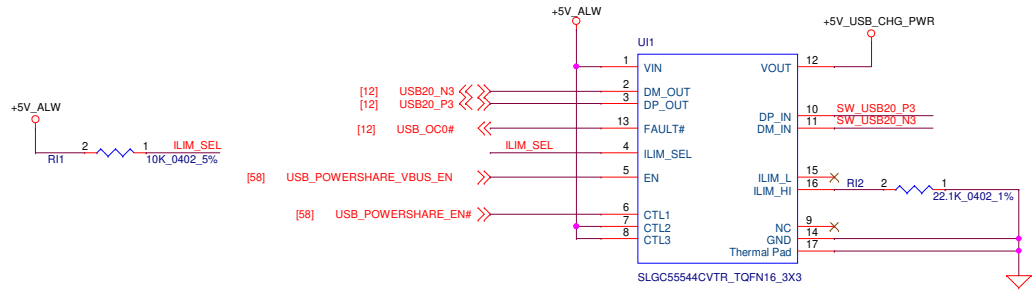 +5V_ALW
+5V_USB_CHG_PWR
UI1
1 VIN VOUT 12
[12] USB20_N3 2 DM_OUT
[12] USB20_P3 3 DP_OUT
+5V_ALW
DP_IN 10 SW_USB20_P3
DM_IN 11 SW_USB20_N3
[12] USB_OC0# 13 FAULT#
2 1 ILIM_SEL
RI1 10K_0402_5%
ILIM_SEL 4 ILIM_SEL
[58] USB_POWERSHARE_VBUS_EN 5 EN
ILIM_L 15
ILIM_HI 16 RI2 2 1
22.1K_0402_1%
[58] USB_POWERSHARE_EN# 6 CTL1
7 CTL2
8 CTL3
NC 9
GND 14
Thermal Pad 17
SLGC55544CVTR_TQFN16_3X3